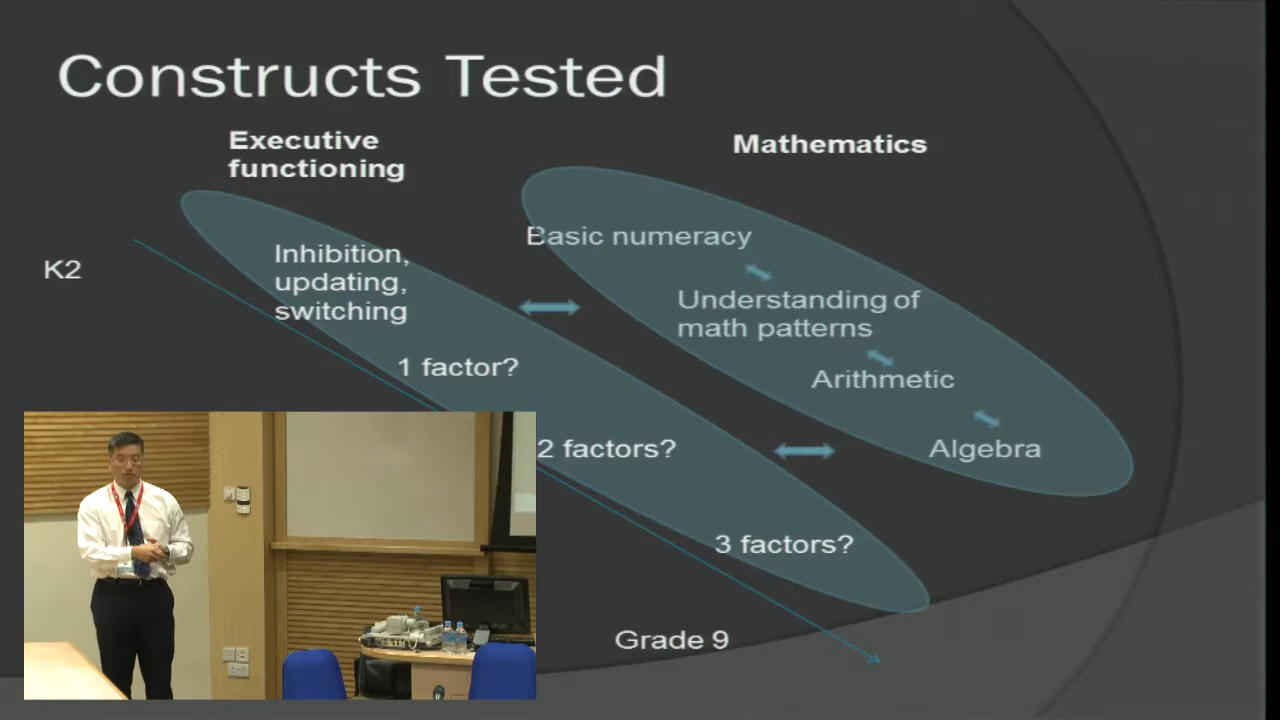 Constructs Tested
Executive
functioning
Mathematics
K2
Inhibition,
updating,
switching
Basic numeracy
Understanding of
math patterns
1 factor?
Arithmetic
2 factors?
Algebra
3 factors?
Grade 9